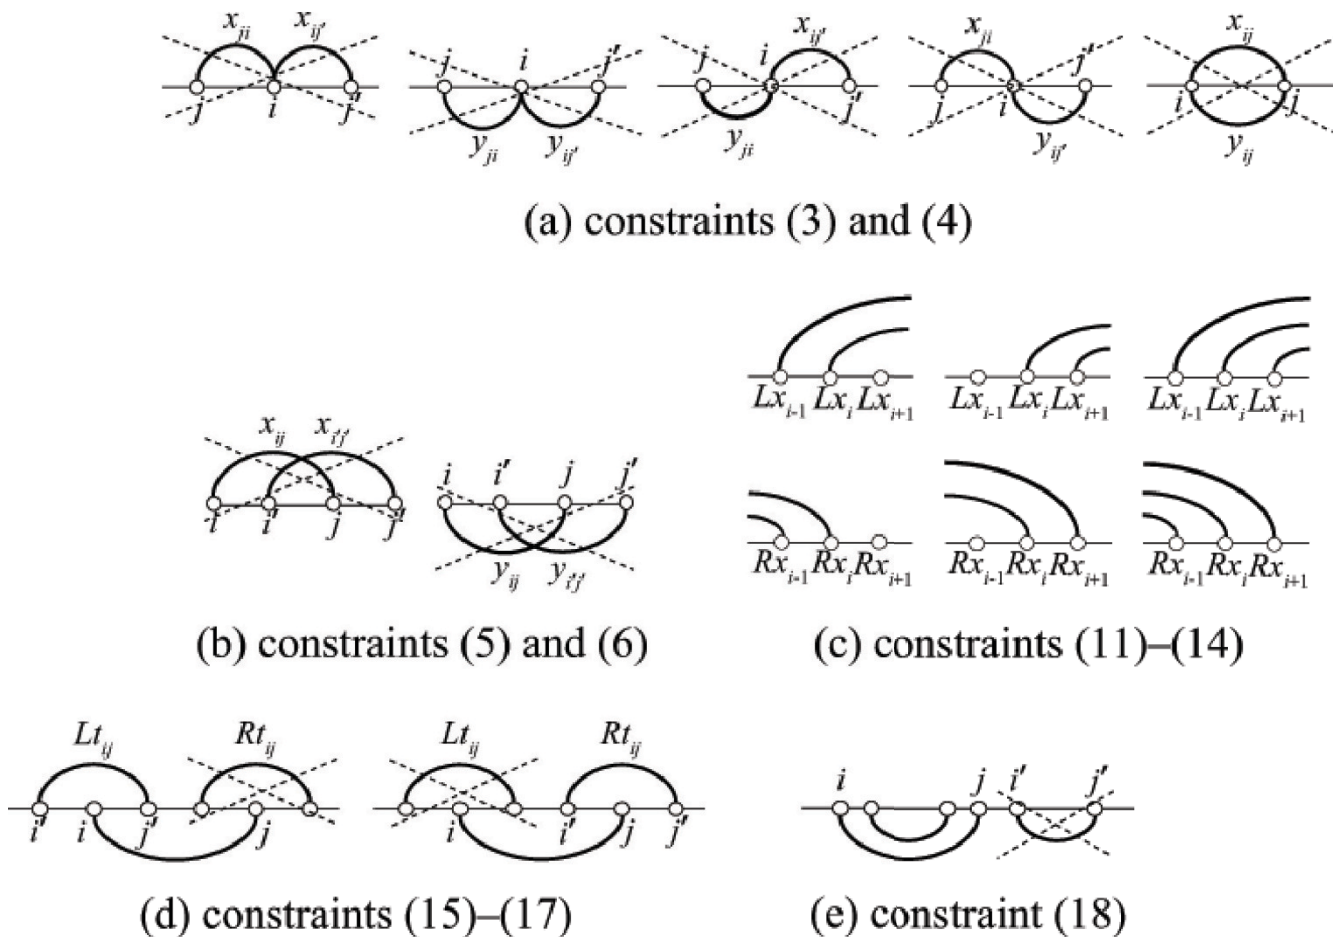 x_ji x_ij' j i j'
j i j' y_ji y_ij'
x_ij' j i y_ji j'
x_ji j' j i y_ij'
x_ij i j y_ij
(a) constraints (3) and (4)
x_ij x_i'j' i i' j j'
i i' j j' y_ij y_i'j'
(b) constraints (5) and (6)
Lx_i-1 Lx_i Lx_i+1 Lx_i-1 Lx_i Lx_i+1 Lx_i-1 Lx_i Lx_i+1
Rx_i-1 Rx_i Rx_i+1 Rx_i-1 Rx_i Rx_i+1 Rx_i-1 Rx_i Rx_i+1
(c) constraints (11)–(14)
Lt_ij Rt_ij Lt_ij Rt_ij
i' i j' j i i' j j'
(d) constraints (15)–(17)
i j i' j'
(e) constraint (18)